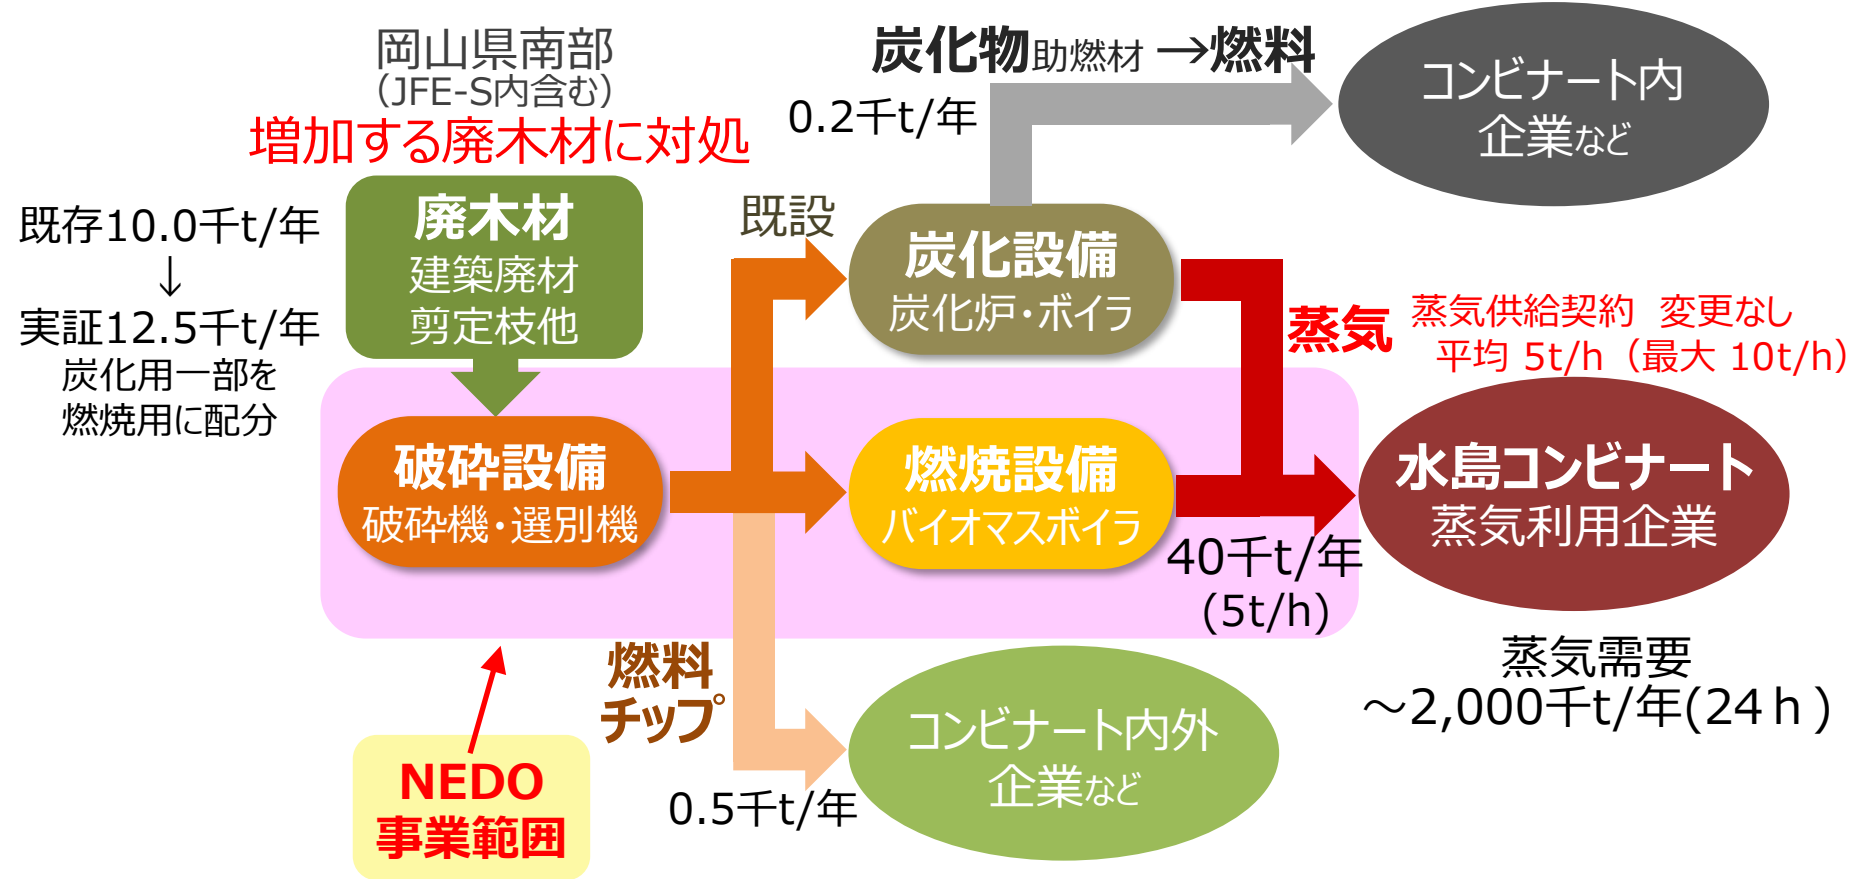 岡山県南部
（JFE-S内含む）
増加する廃木材に対処
既存10.0千t/年
↓
実証12.5千t/年
炭化用一部を
燃焼用に配分
廃木材
建築廃材
剪定枝他
破砕設備
破砕機・選別機
NEDO
事業範囲
既設
炭化物助燃材 →燃料
0.2千t/年
コンビナート内
企業など
炭化設備
炭化炉・ボイラ
蒸気
蒸気供給契約 変更なし
平均 5t/h（最大 10t/h）
燃焼設備
バイオマスボイラ
40千t/年
(5t/h)
水島コンビナート
蒸気利用企業
蒸気需要
～2,000千t/年(24ｈ)
燃料
チップ
0.5千t/年
コンビナート内外
企業など